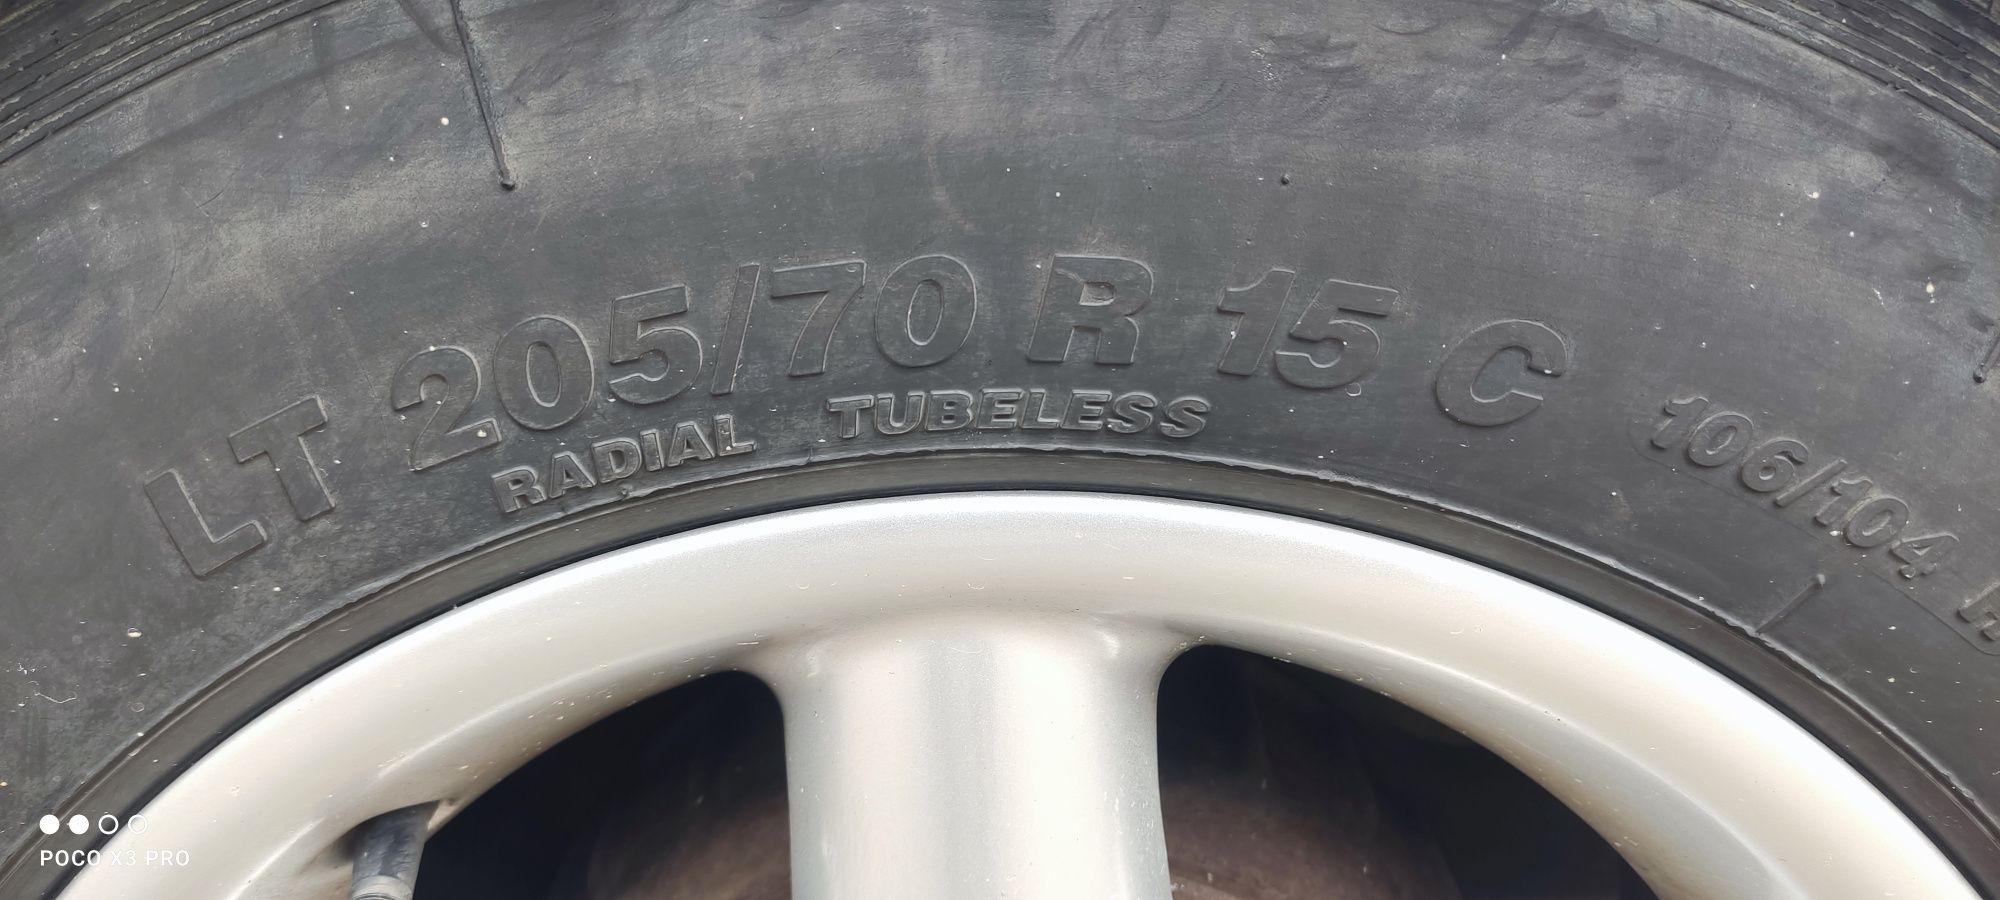 LT 205/70 R 15 C 106/104
RADIAL TUBELESS
POCO X3 PRO